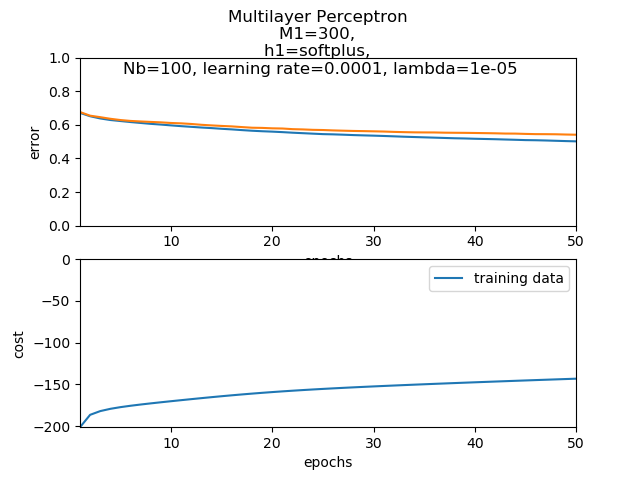 Multilayer Perceptron
M1=300,
h1=softplus,
Nb=100, learning rate=0.0001, lambda=1e-05
1.0
0.8
0.6
0.4
0.2
0.0
error
10
20
30
40
50
epochs
0
−50
−100
−150
−200
cost
training data
10
20
30
40
50
epochs